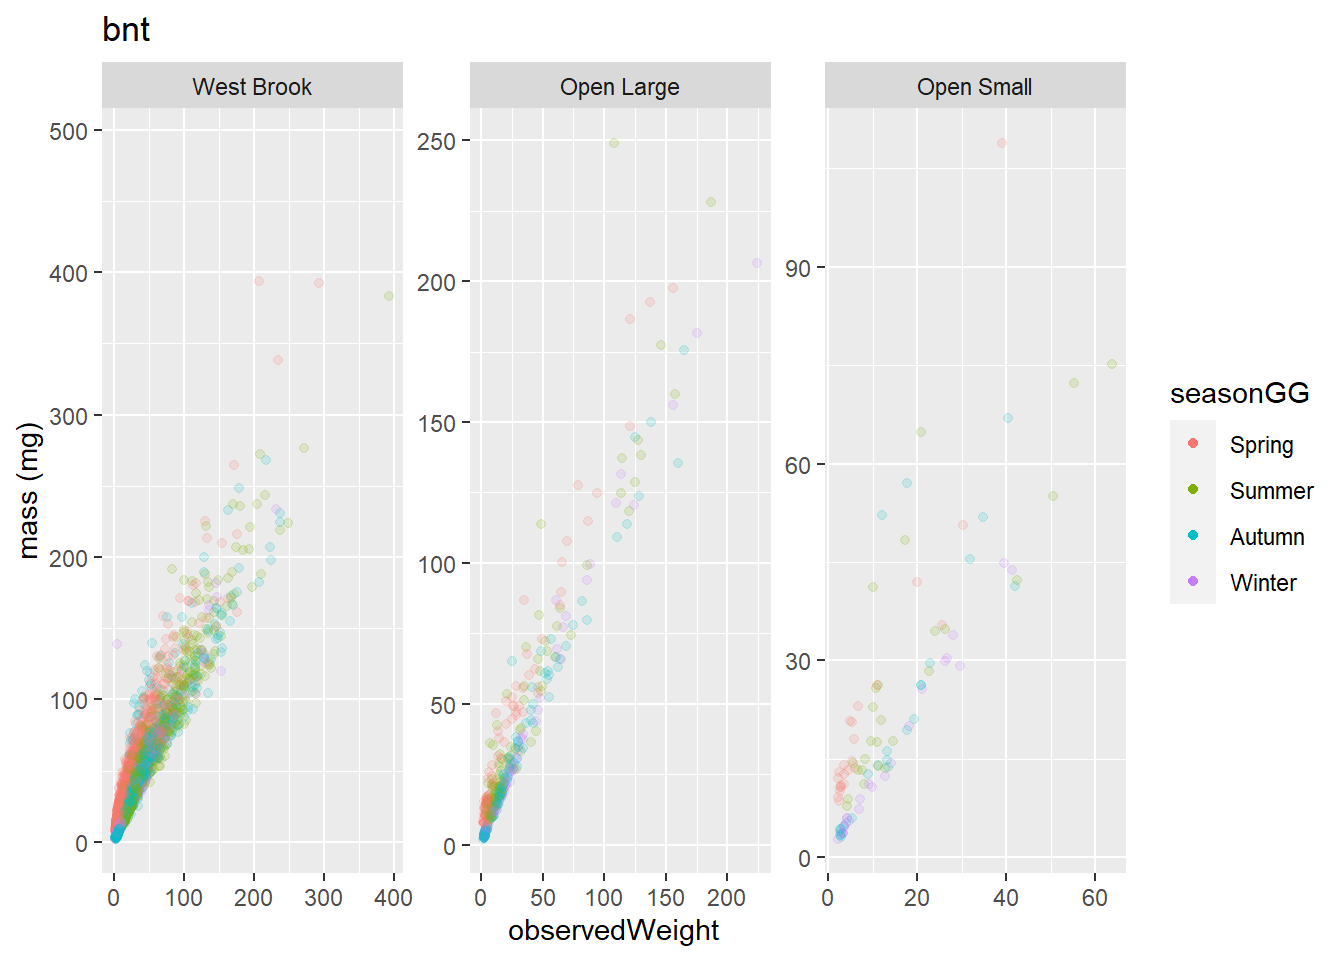 bnt
West Brook
Open Large
Open Small
500
400
300
200
100
0
250
200
150
100
50
0
90
60
30
0
mass (mg)
0 100 200 300 400
0 50 100 150 200
0 20 40 60
observedWeight
seasonGG
Spring
Summer
Autumn
Winter